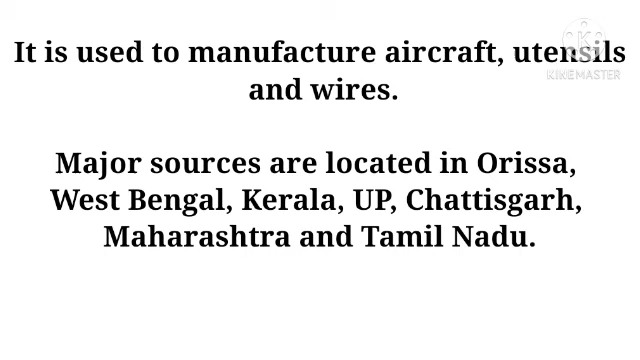 It is used to manufacture aircraft, utensils
and wires.
Major sources are located in Orissa,
West Bengal, Kerala, UP, Chattisgarh,
Maharashtra and Tamil Nadu.
K
KINEMASTER